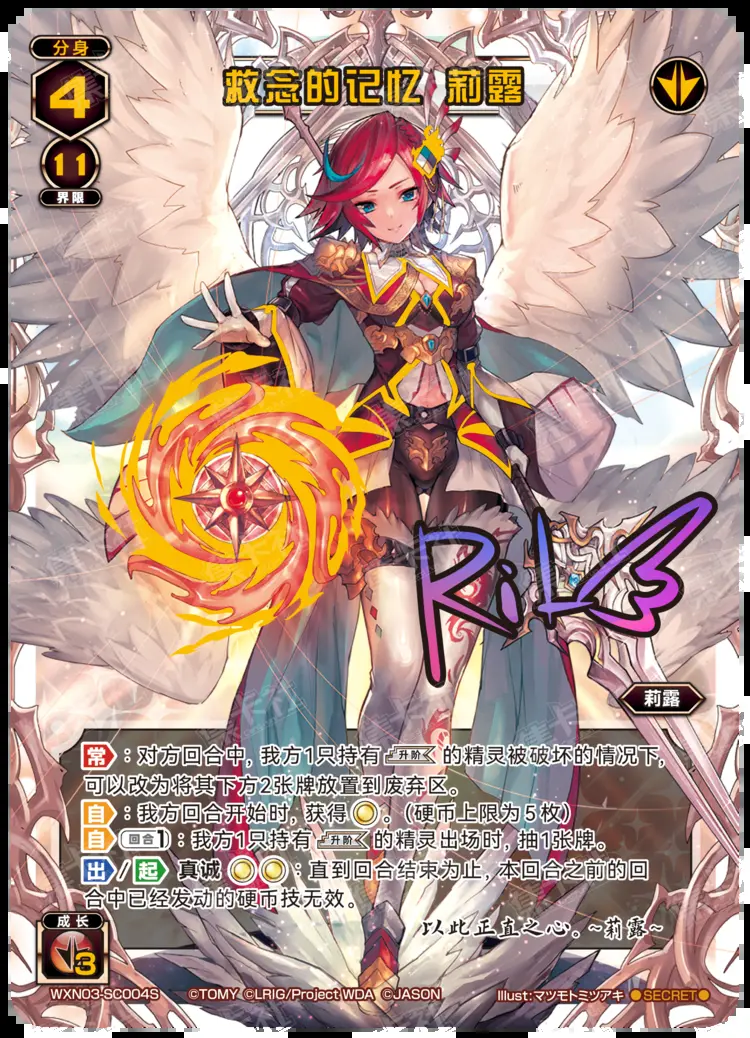 分身
4
救念的记忆 莉露
11
界限
RiL
莉露
常：对方回合中，我方1只持有升阶的精灵被破坏的情况下，
可以改为将其下方2张牌放置到废弃区。
自：我方回合开始时，获得。（硬币上限为5枚）
自 回合1：我方1只持有升阶的精灵出场时，抽1张牌。
出/起 真诚：直到回合结束为止，本回合之前的回
合中已经发动的硬币技无效。
以此正直之心。~莉露~
成长
3
WXN03-SC004S ©TOMY ©LRIG/Project WDA ©JASON Illust:マツモトミツアキ ●SECRET●